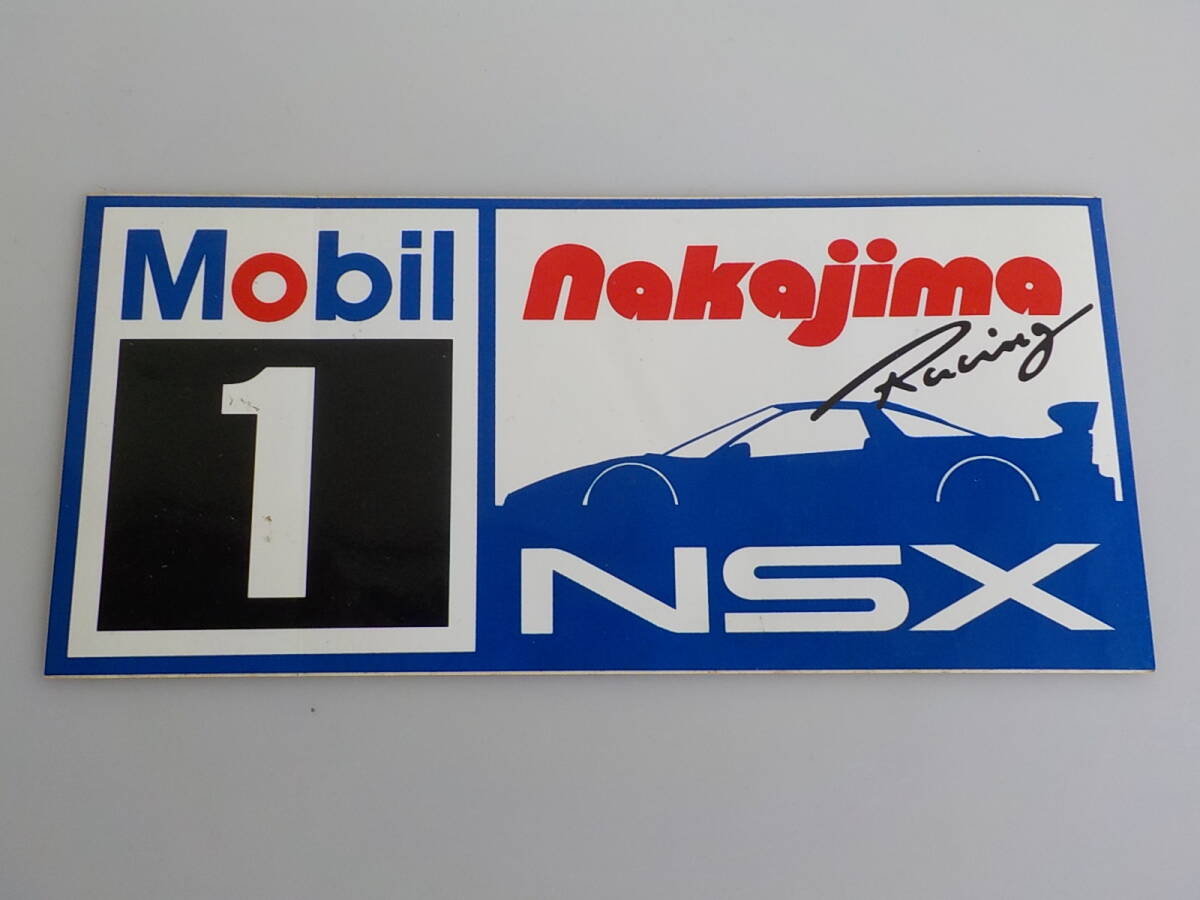 Mobil
1
nakajima
Racing
NSX